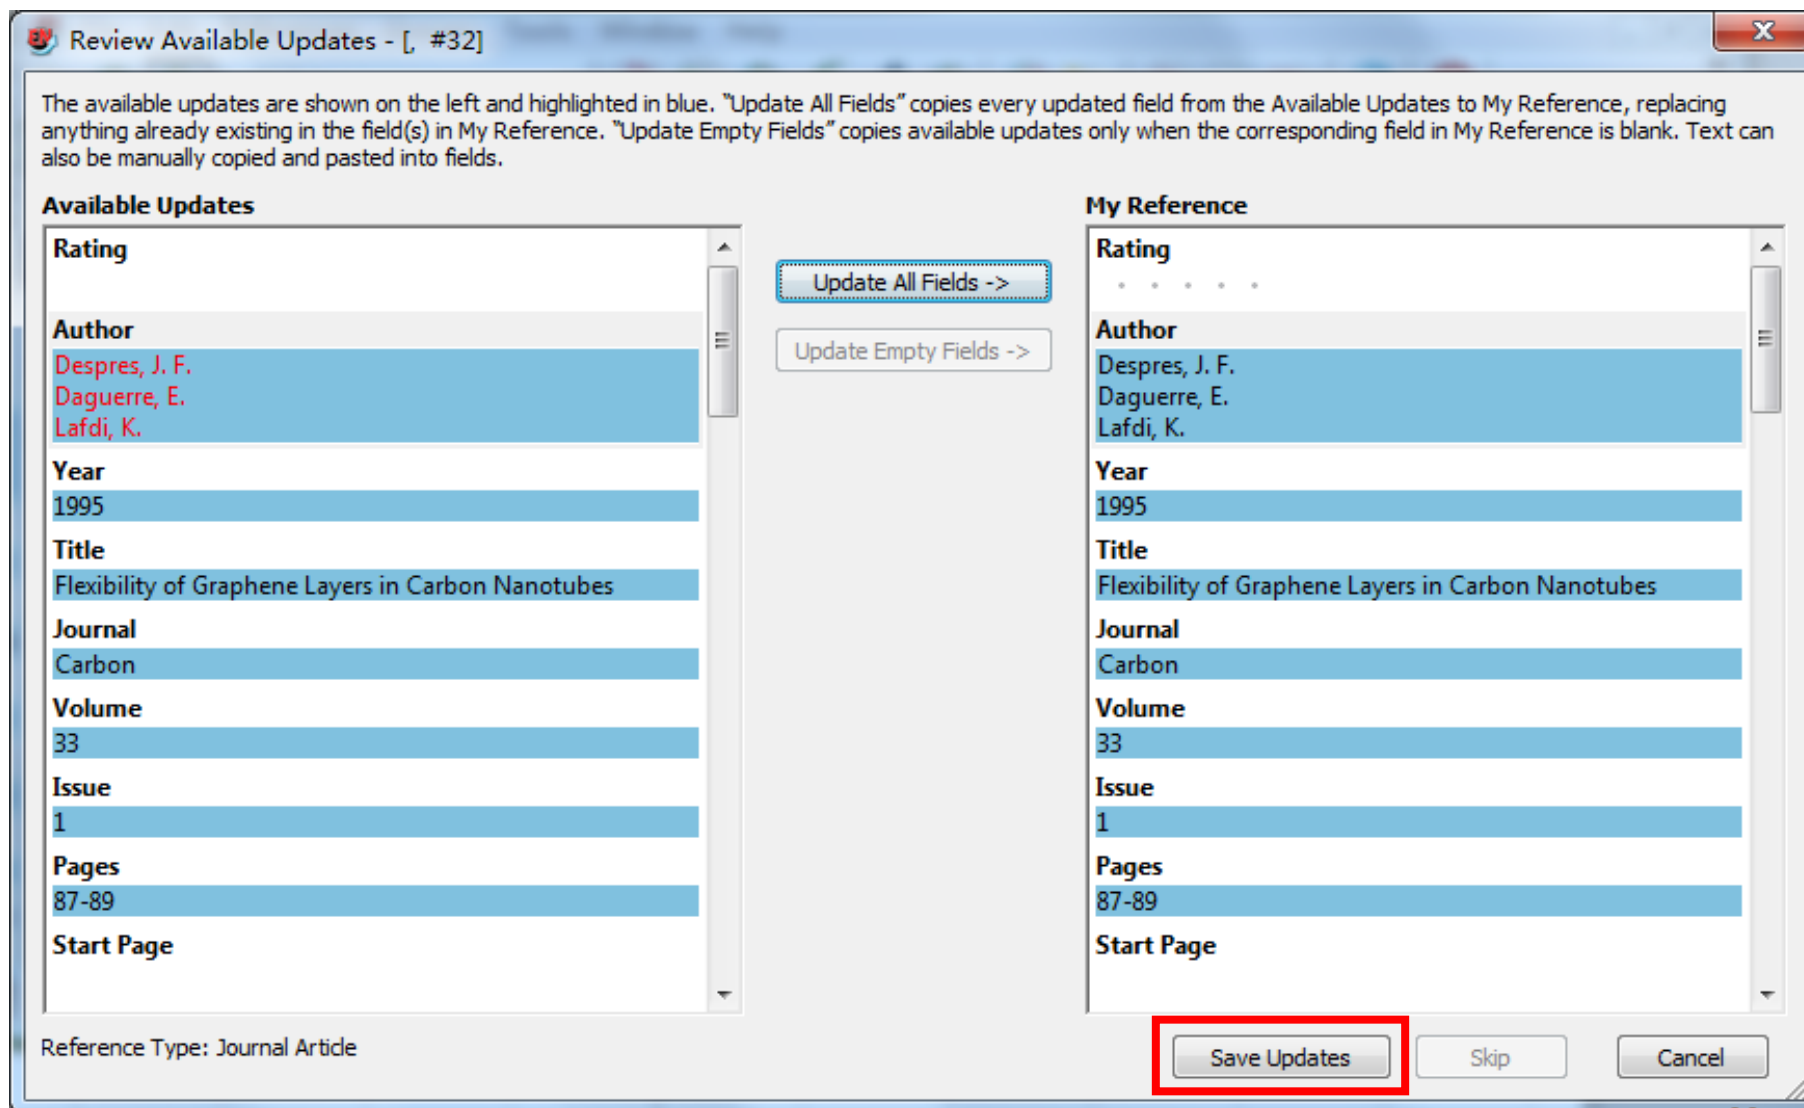 Review Available Updates - [, #32]
The available updates are shown on the left and highlighted in blue. "Update All Fields" copies every updated field from the Available Updates to My Reference, replacing
anything already existing in the field(s) in My Reference. "Update Empty Fields" copies available updates only when the corresponding field in My Reference is blank. Text can
also be manually copied and pasted into fields.
Available Updates
Rating
Author
Despres, J. F.
Daguerre, E.
Lafdi, K.
Year
1995
Title
Flexibility of Graphene Layers in Carbon Nanotubes
Journal
Carbon
Volume
33
Issue
1
Pages
87-89
Start Page
Update All Fields ->
Update Empty Fields ->
My Reference
Rating
Author
Despres, J. F.
Daguerre, E.
Lafdi, K.
Year
1995
Title
Flexibility of Graphene Layers in Carbon Nanotubes
Journal
Carbon
Volume
33
Issue
1
Pages
87-89
Start Page
Reference Type: Journal Article
Save Updates
Skip
Cancel